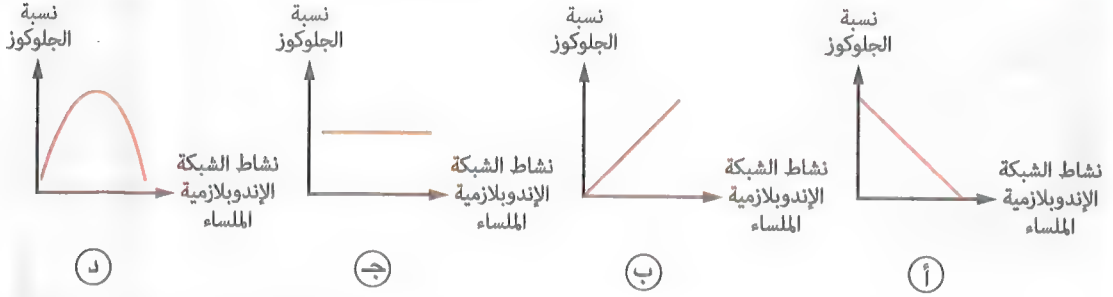 نسبة
الجلوكوز
نشاط الشبكة
الإندوبلازمية
الملساء
أ
نسبة
الجلوكوز
نشاط الشبكة
الإندوبلازمية
الملساء
ب
نسبة
الجلوكوز
نشاط الشبكة
الإندوبلازمية
الملساء
جـ
نسبة
الجلوكوز
نشاط الشبكة
الإندوبلازمية
الملساء
د